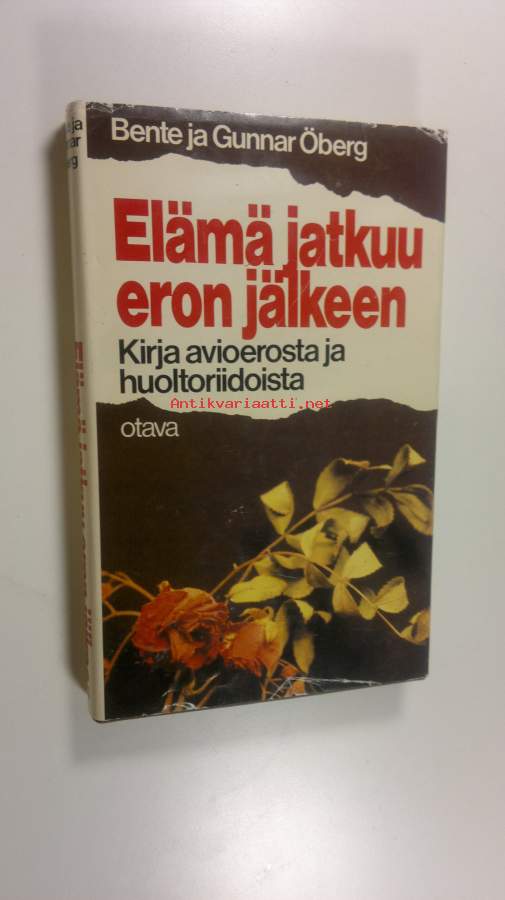 Bente ja Gunnar Öberg
Elämä jatkuu
eron jälkeen
Kirja avioerosta ja
huoltoriidoista
Antikvariaatti.net
otava